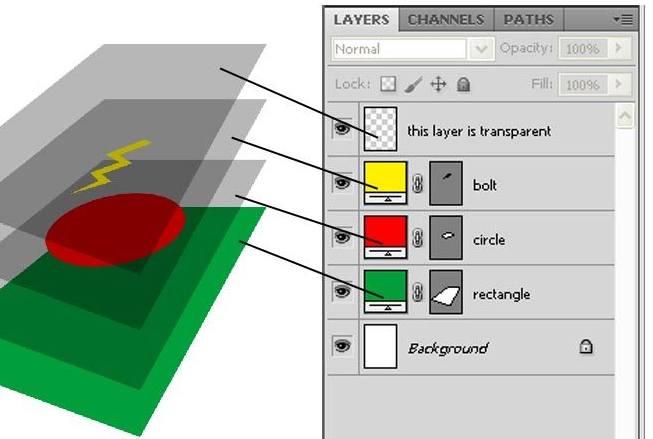 LAYERS CHANNELS PATHS
Normal Opacity: 100%
Lock: Fill: 100%
this layer is transparent
bolt
circle
rectangle
Background